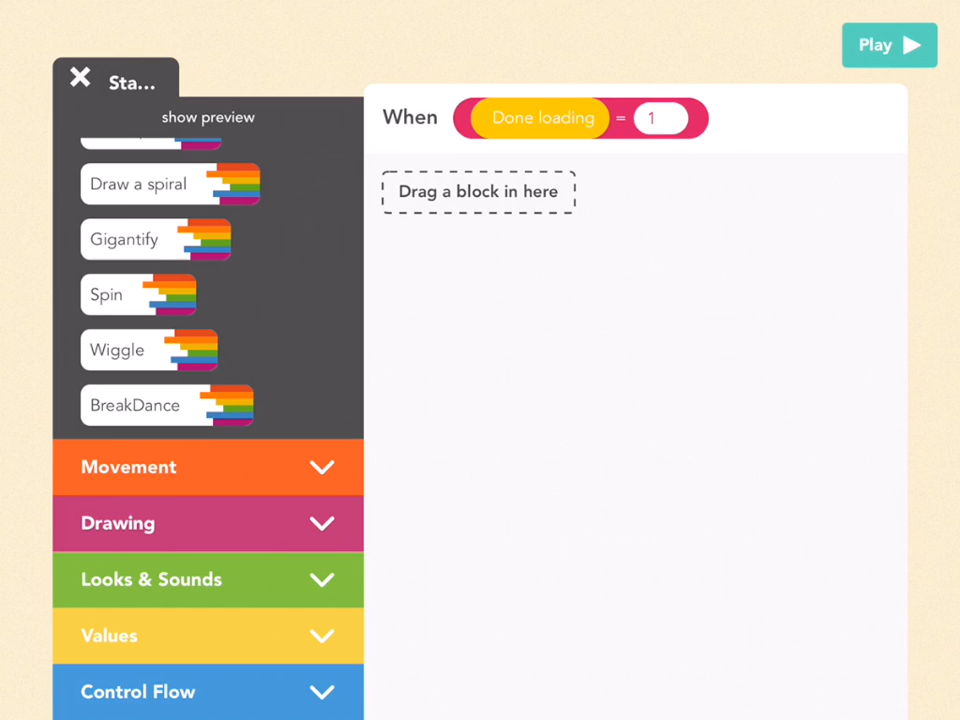 Play
Sta...
show preview
When Done loading = 1
Drag a block in here
Draw a spiral
Gigantify
Spin
Wiggle
BreakDance
Movement
Drawing
Looks & Sounds
Values
Control Flow